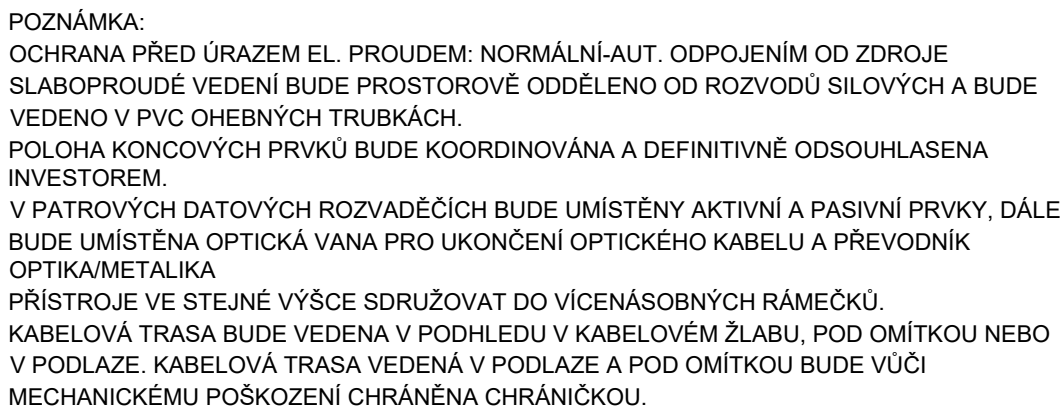 POZNÁMKA:
OCHRANA PŘED ÚRAZEM EL. PROUDEM: NORMÁLNÍ-AUT. ODPOJENÍM OD ZDROJE
SLABOPROUDÉ VEDENÍ BUDE PROSTOROVĚ ODDĚLENO OD ROZVODŮ SILOVÝCH A BUDE
VEDENO V PVC OHEBNÝCH TRUBKÁCH.
POLOHA KONCOVÝCH PRVKŮ BUDE KOORDINOVÁNA A DEFINITIVNĚ ODSOUHLASENA
INVESTOREM.
V PATROVÝCH DATOVÝCH ROZVADĚČÍCH BUDE UMÍSTĚNY AKTIVNÍ A PASIVNÍ PRVKY, DÁLE
BUDE UMÍSTĚNA OPTICKÁ VANA PRO UKONČENÍ OPTICKÉHO KABELU A PŘEVODNÍK
OPTIKA/METALIKA
PŘÍSTROJE VE STEJNÉ VÝŠCE SDRUŽOVAT DO VÍCENÁSOBNÝCH RÁMEČKŮ.
KABELOVÁ TRASA BUDE VEDENA V PODHLEDU V KABELOVÉM ŽLABU, POD OMÍTKOU NEBO
V PODLAZE. KABELOVÁ TRASA VEDENÁ V PODLAZE A POD OMÍTKOU BUDE VŮČI
MECHANICKÉMU POŠKOZENÍ CHRÁNĚNA CHRÁNIČKOU.